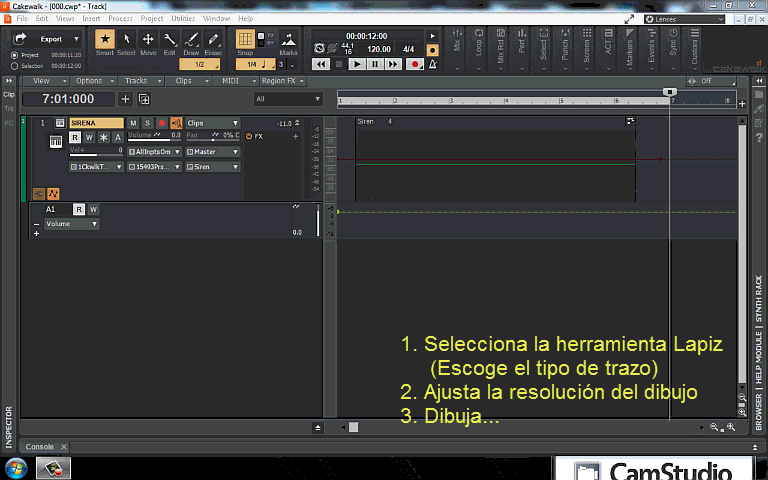 Cakewalk - [000.cwp* - Track]
File Edit Views Insert Process Project Utilities Window Help
Lenses
Export
Project 00:00:11:20
Selection 00:00:12:00
Smart Select Move Edit Draw Erase Snap Marks
1/2 1/4 3
00:00:12:00
44,1 16 120.00 4/4
Mix Loop Mix Rcl Perf Select Punch Screen ACT Markers Events Sync
cakewalk
View Options Tracks Clips MIDI Region FX Off
Clip
Trk
PC
7:01:000 All
1 2 3 4 5 6 7 8
1 SIRENA M S Clips -11.0
R W A Volume 0.0 Pan 0% C FX
Vel+ 0 AllInptsOm Master
1CkwlkT... 15493Prs... Siren
Siren 4
A1 R W
Volume
0.0
1. Selecciona la herramienta Lapiz
(Escoge el tipo de trazo)
2. Ajusta la resolución del dibujo
3. Dibuja...
INSPECTOR
BROWSER | HELP MODULE | SYNTH RACK
Console
CamStudio